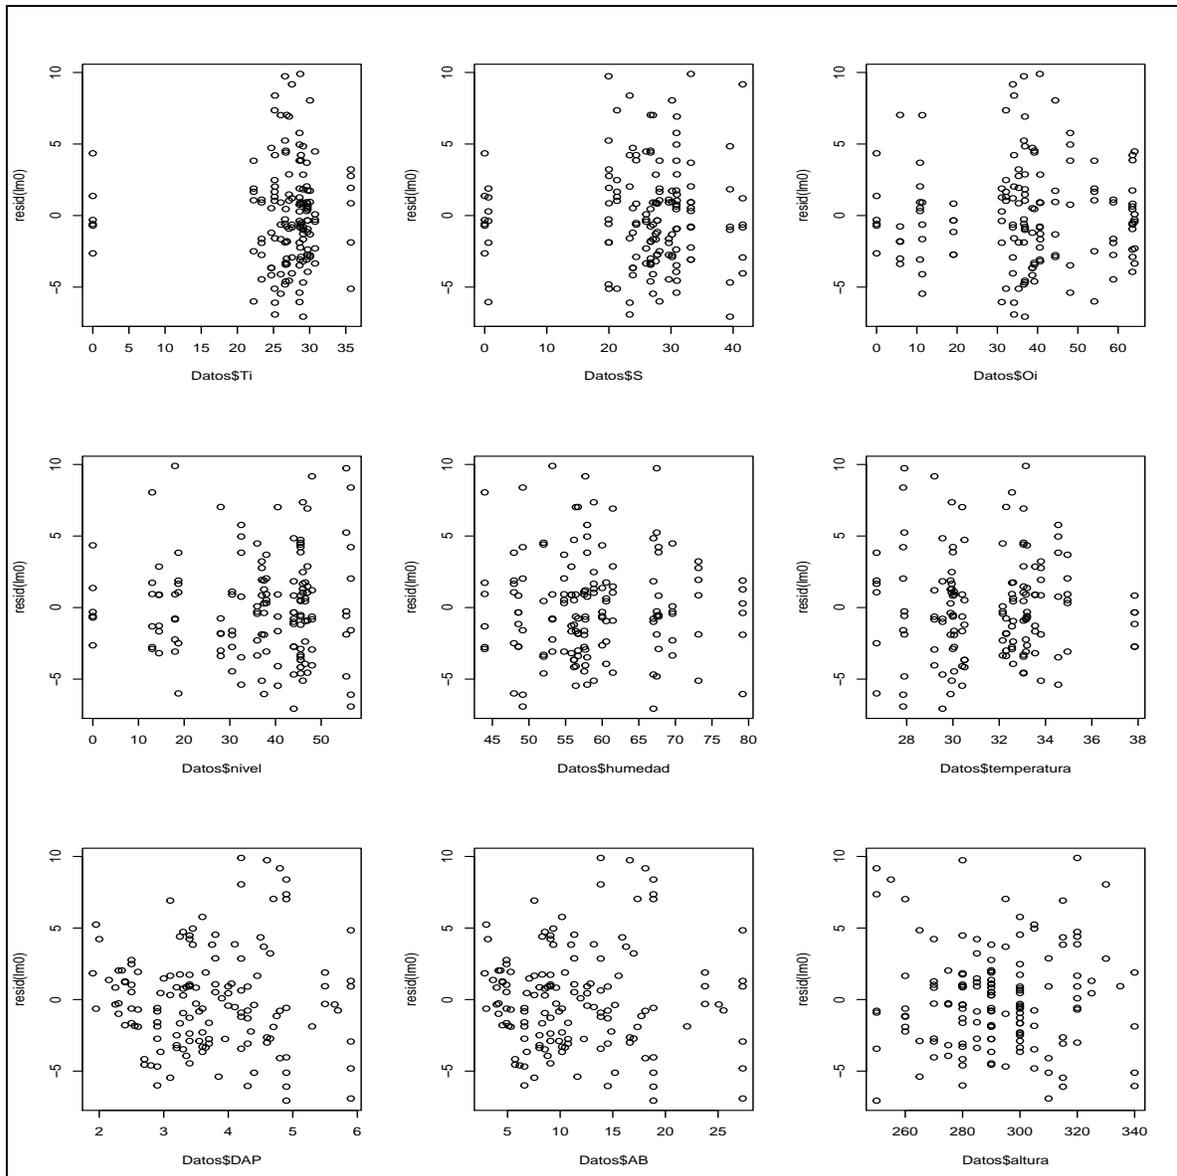 resid(lm0)
−5 0 5 10
0 5 10 15 20 25 30 35
Datos$Ti
resid(lm0)
−5 0 5 10
0 10 20 30 40
Datos$S
resid(lm0)
−5 0 5 10
0 10 20 30 40 50 60
Datos$Oi
resid(lm0)
−5 0 5 10
0 10 20 30 40 50
Datos$nivel
resid(lm0)
−5 0 5 10
45 50 55 60 65 70 75 80
Datos$humedad
resid(lm0)
−5 0 5 10
28 30 32 34 36 38
Datos$temperatura
resid(lm0)
−5 0 5 10
2 3 4 5 6
Datos$DAP
resid(lm0)
−5 0 5 10
5 10 15 20 25
Datos$AB
resid(lm0)
−5 0 5 10
260 280 300 320 340
Datos$altura